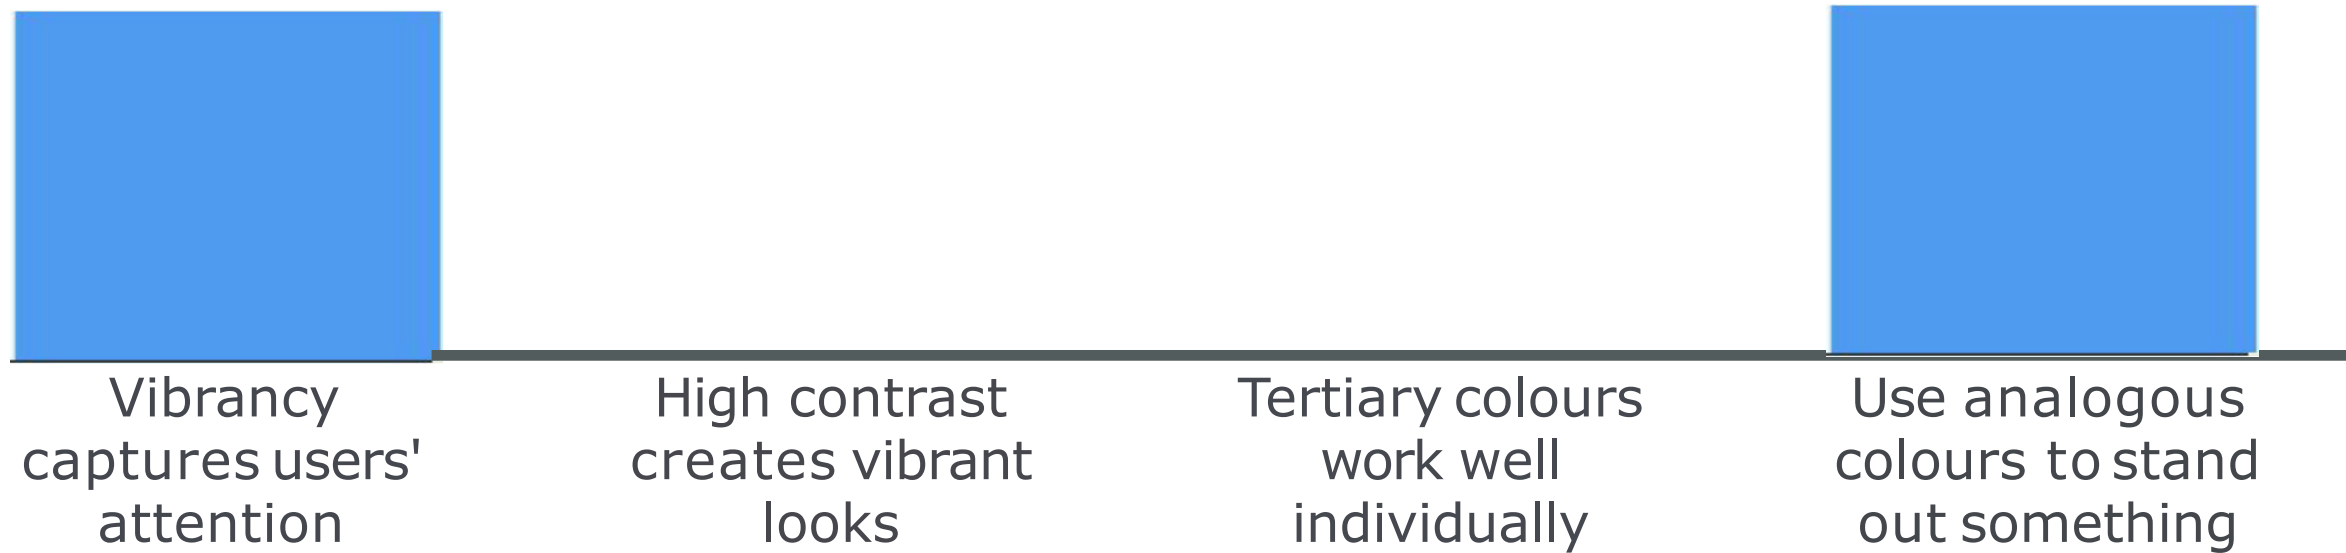 Vibrancy
captures users'
attention
High contrast
creates vibrant
looks
Tertiary colours
work well
individually
Use analogous
colours to stand
out something